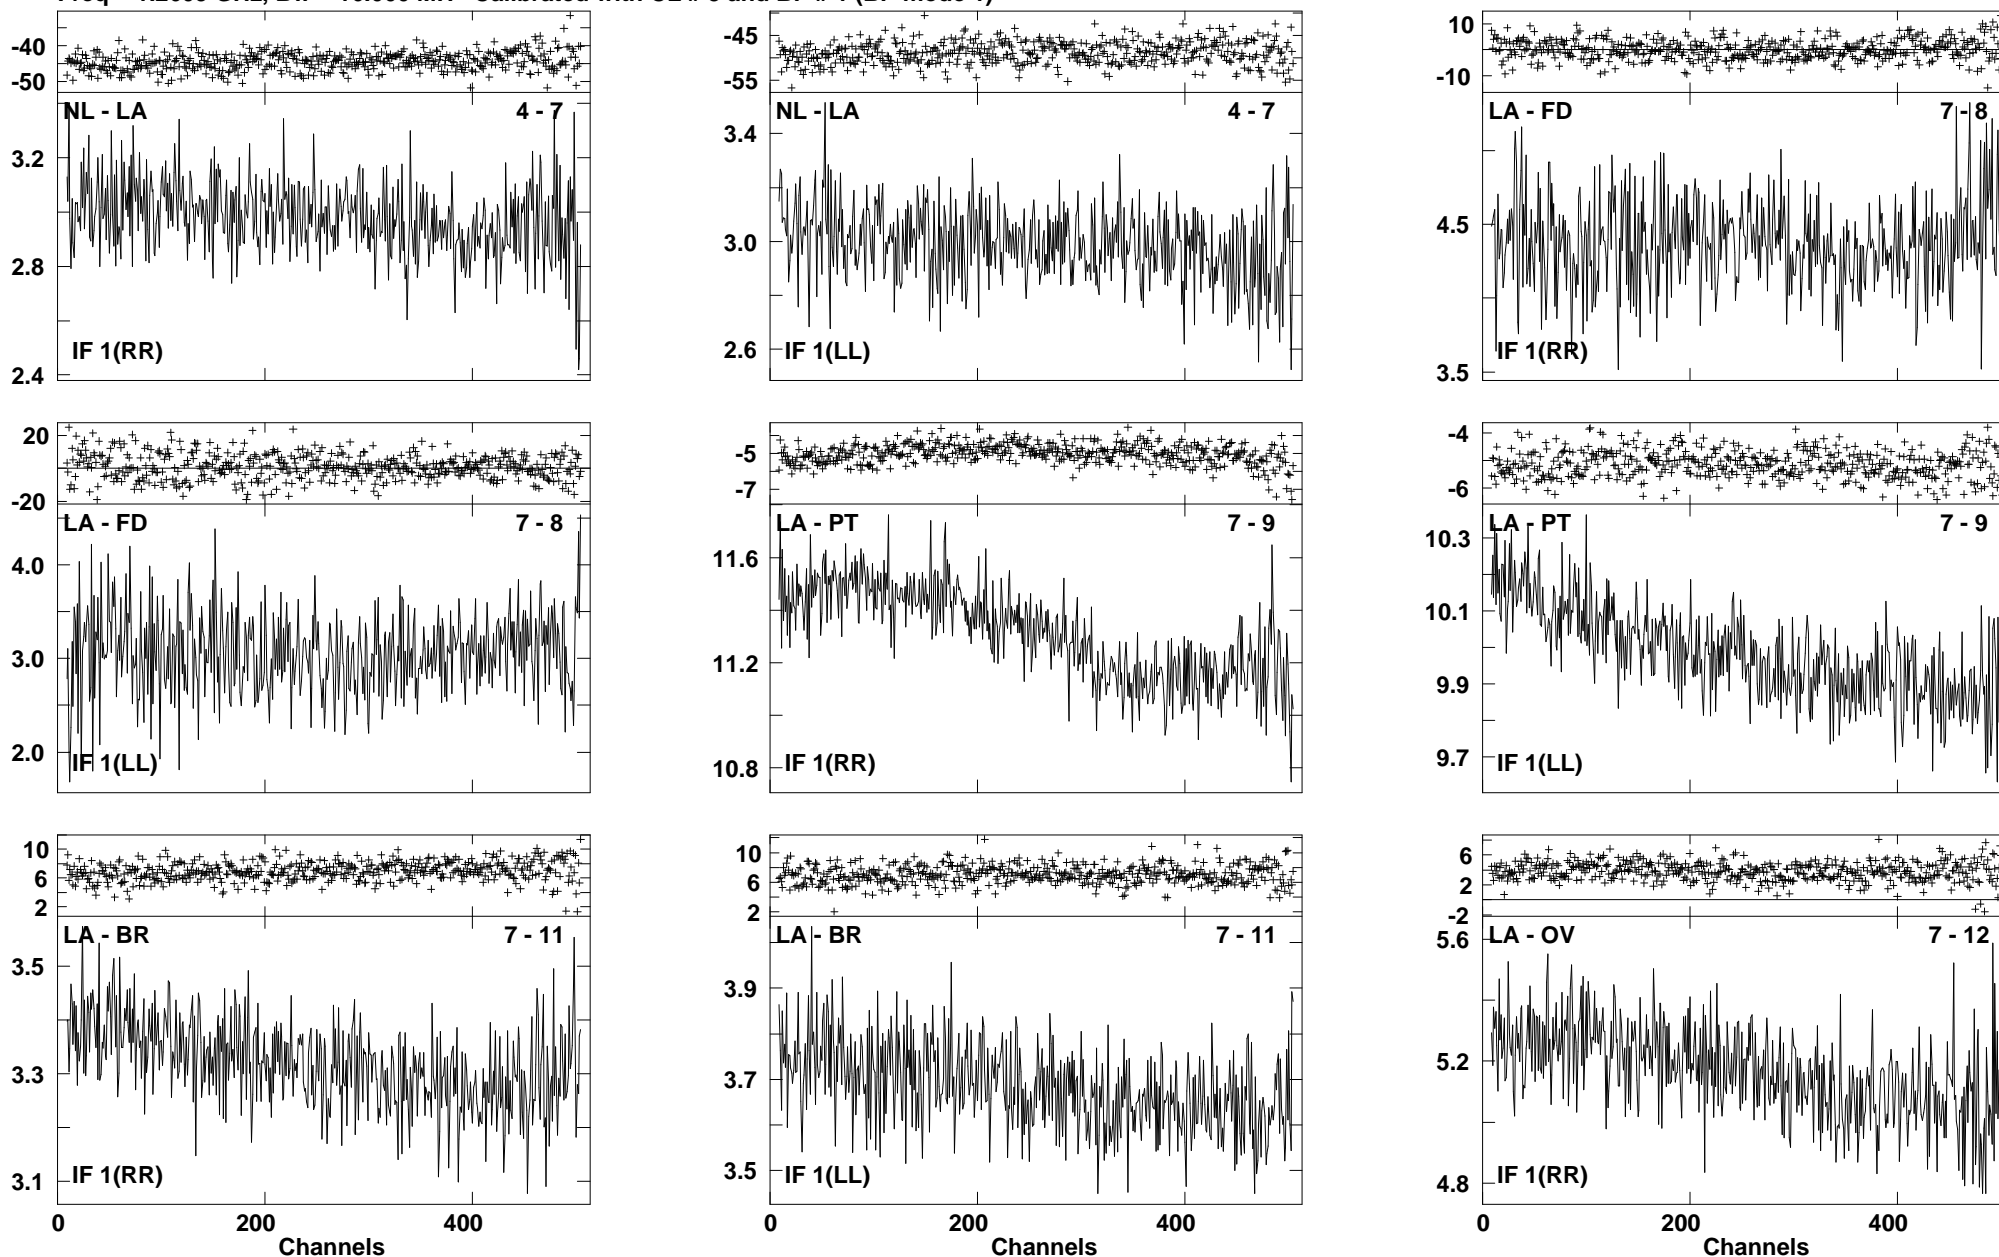 -40
-50
NL - LA 4 - 7
3.2
2.8
2.4
IF 1(RR)
-45
-55
NL - LA 4 - 7
3.4
3.0
2.6
IF 1(LL)
10
-10
LA - FD 7 - 8
4.5
3.5
IF 1(RR)
20
-20
LA - FD 7 - 8
4.0
3.0
2.0
IF 1(LL)
-5
-7
LA - PT 7 - 9
11.6
11.2
10.8
IF 1(RR)
-4
-6
LA - PT 7 - 9
10.3
10.1
9.9
9.7
IF 1(LL)
10
6
2
LA - BR 7 - 11
3.5
3.3
3.1
IF 1(RR)
0 200 400
Channels
10
6
2
LA - BR 7 - 11
3.9
3.7
3.5
IF 1(LL)
0 200 400
Channels
6
2
-2
LA - OV 7 - 12
5.6
5.2
4.8
IF 1(RR)
0 200 400
Channels